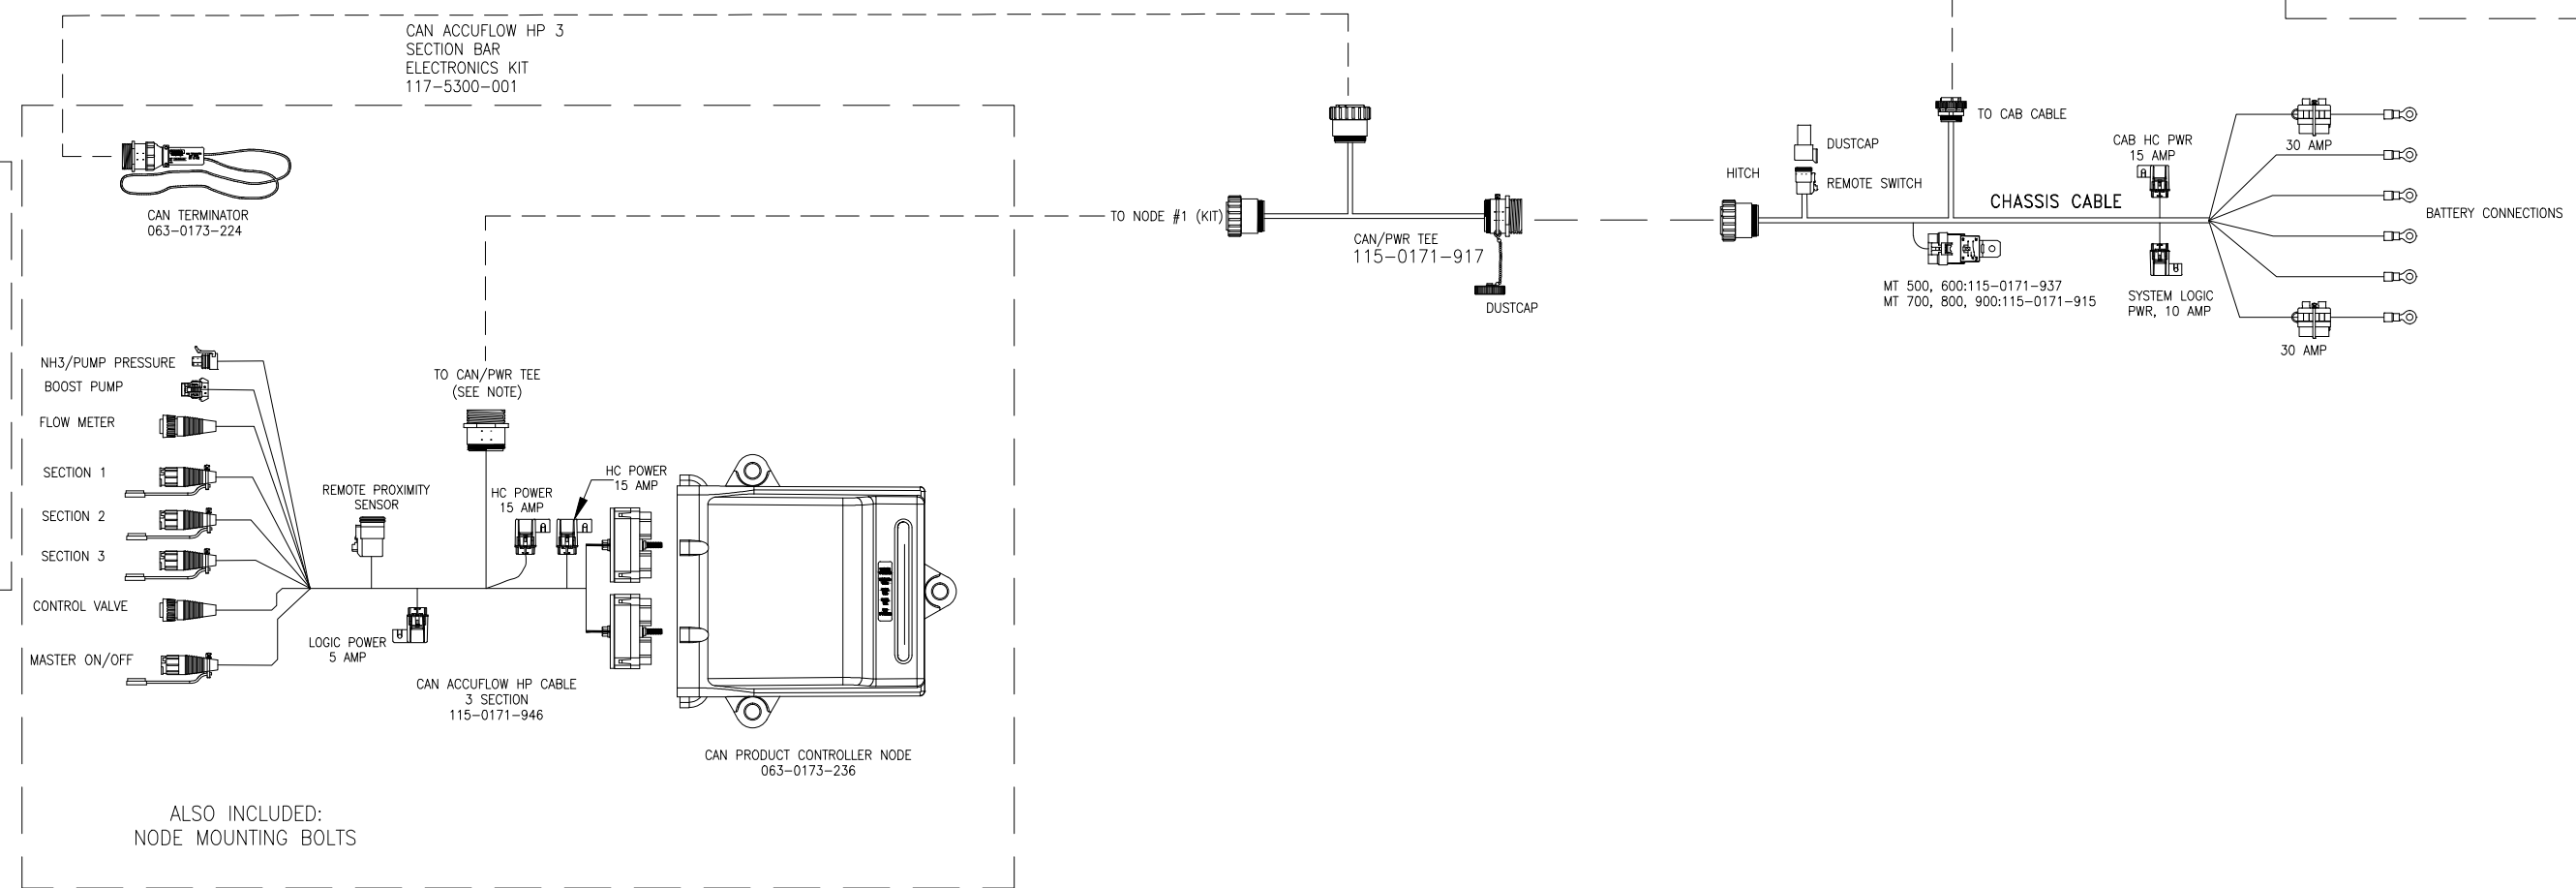 CAN ACCUFLOW HP 3
SECTION BAR
ELECTRONICS KIT
117-5300-001
CAN TERMINATOR
063-0173-224
NH3/PUMP PRESSURE
BOOST PUMP
FLOW METER
SECTION 1
SECTION 2
SECTION 3
CONTROL VALVE
MASTER ON/OFF
REMOTE PROXIMITY
SENSOR
LOGIC POWER
5 AMP
TO CAN/PWR TEE
(SEE NOTE)
HC POWER
15 AMP
HC POWER
15 AMP
CAN ACCUFLOW HP CABLE
3 SECTION
115-0171-946
CAN PRODUCT CONTROLLER NODE
063-0173-236
ALSO INCLUDED:
NODE MOUNTING BOLTS
TO NODE #1 (KIT)
CAN/PWR TEE
115-0171-917
DUSTCAP
HITCH
DUSTCAP
REMOTE SWITCH
TO CAB CABLE
CHASSIS CABLE
MT 500, 600:115-0171-937
MT 700, 800, 900:115-0171-915
CAB HC PWR
15 AMP
SYSTEM LOGIC
PWR, 10 AMP
30 AMP
BATTERY CONNECTIONS
30 AMP